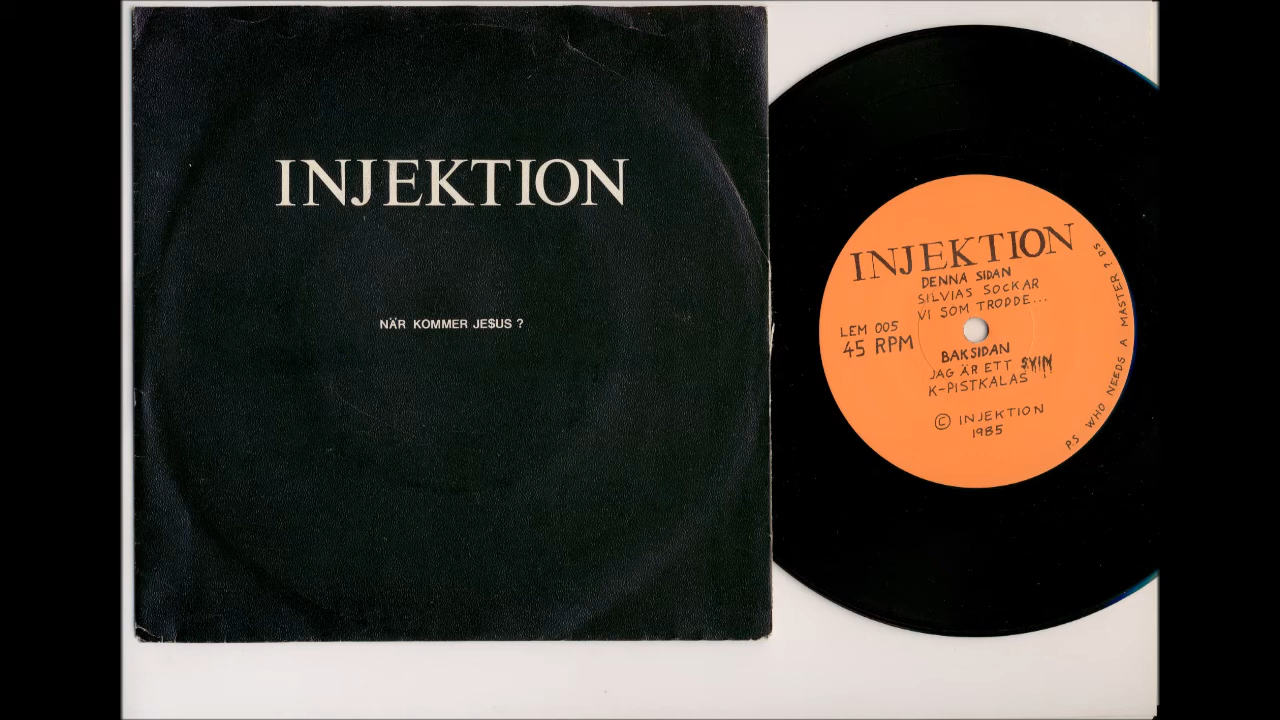 INJEKTION
NÄR KOMMER JE$US ?
INJEKTION
DENNA SIDAN
SILVIAS SOCKAR
VI SOM TRODDE...
LEM 005
45 RPM
BAKSIDAN
JAG ÄR ETT SVIN !!
K-PISTKALAS
© INJEKTION
1985
P.S WHO NEEDS A MASTER ? DS